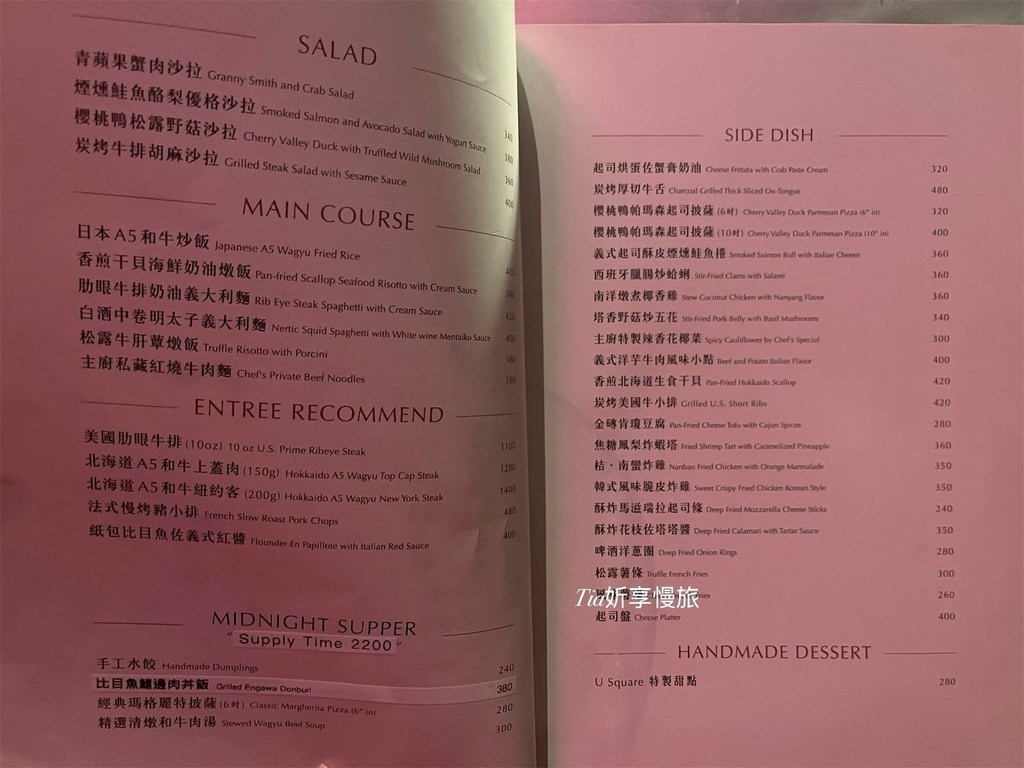 SALAD
青蘋果蟹肉沙拉 Granny Smith and Crab Salad 340
煙燻鮭魚酪梨優格沙拉 Smoked Salmon and Avocado Salad with Yogurt Sauce 380
櫻桃鴨松露野菇沙拉 Cherry Valley Duck with Truffled Wild Mushroom Salad 360
炭烤牛排胡麻沙拉 Grilled Steak Salad with Sesame Sauce 400
MAIN COURSE
日本A5和牛炒飯 Japanese A5 Wagyu Fried Rice
香煎干貝海鮮奶油燉飯 Pan-fried Scallop Seafood Risotto with Cream Sauce
肋眼牛排奶油義大利麵 Rib Eye Steak Spaghetti with Cream Sauce 420
白酒中卷明太子義大利麵 Nertic Squid Spaghetti with White wine Mentaiko Sauce
松露牛肝蕈燉飯 Truffle Risotto with Porcini 380
主廚私藏紅燒牛肉麵 Chef's Private Beef Noodles 380
ENTREE RECOMMEND
美國肋眼牛排 (10oz) 10 oz U.S. Prime Ribeye Steak 1100
北海道A5和牛上蓋肉 (150g) Hokkaido A5 Wagyu Top Cap Steak 1200
北海道A5和牛紐約客 (200g) Hokkaido A5 Wagyu New York Steak 1400
法式慢烤豬小排 French Slow Roast Pork Chops 480
紙包比目魚佐義式紅醬 Flounder En Papillote with Italian Red Sauce 400
MIDNIGHT SUPPER
"Supply Time 2200"
手工水餃 Handmade Dumplings 240
比目魚鰭邊肉丼飯 Grilled Engawa Donburi 380
經典瑪格麗特披薩 (6吋) Classic Margherita Pizza (6" in) 280
精選清燉和牛肉湯 Stewed Wagyu Beef Soup 300
SIDE DISH
起司烘蛋佐蟹膏奶油 Cheese Frittata with Crab Paste Cream 320
炭烤厚切牛舌 Charcoal Grilled Thick Sliced Ox-Tongue 480
櫻桃鴨帕瑪森起司披薩 (6吋) Cherry Valley Duck Parmesan Pizza (6" in) 320
櫻桃鴨帕瑪森起司披薩 (10吋) Cherry Valley Duck Parmesan Pizza (10" in) 400
義式起司酥皮煙燻鮭魚捲 Smoked Salmon Roll with Italian Cheese 360
西班牙臘腸炒蛤蜊 Stir-Fried Clams with Salami 360
南洋燉煮椰香雞 Stew Coconut Chicken with Nanyang Flavor 360
塔香野菇炒五花 Stir-Fried Pork Belly with Basil Mushrooms 340
主廚特製辣香花椰菜 Spicy Cauliflower by Chef's Special 300
義式洋芋牛肉風味小點 Beef and Potato Italian Flavor 400
香煎北海道生食干貝 Pan-Fried Hokkaido Scallop 420
炭烤美國牛小排 Grilled U.S. Short Ribs 420
金磚肯瓊豆腐 Pan-Fried Cheese Tofu with Cajun Spices 280
焦糖鳳梨炸蝦塔 Fried Shrimp Tart with Caramelized Pineapple 360
桔・南蠻炸雞 Nanban Fried Chicken with Orange Marmalade 350
韓式風味脆皮炸雞 Sweet Crispy Fried Chicken Korean Style 350
酥炸馬滋瑞拉起司條 Deep Fried Mozzarella Cheese Sticks 240
酥炸花枝佐塔塔醬 Deep Fried Calamari with Tartar Sauce 350
啤酒洋蔥圈 Deep Fried Onion Rings 280
松露薯條 Truffle French Fries 300
Tia妡享慢旅
Fries 260
起司盤 Cheese Platter 400
HANDMADE DESSERT
U Square 特製甜點 280